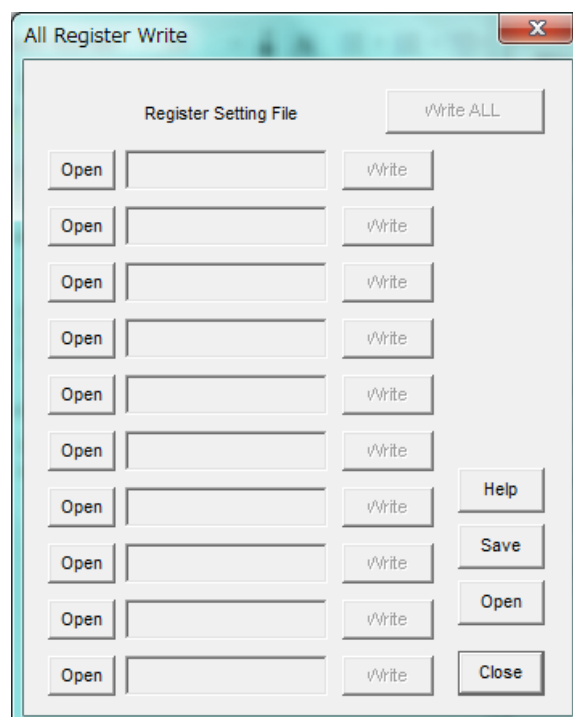 All Register Write
Register Setting File
Write ALL
Open
Write
Open
Write
Open
Write
Open
Write
Open
Write
Open
Write
Open
Write
Help
Open
Write
Save
Open
Write
Open
Open
Write
Close